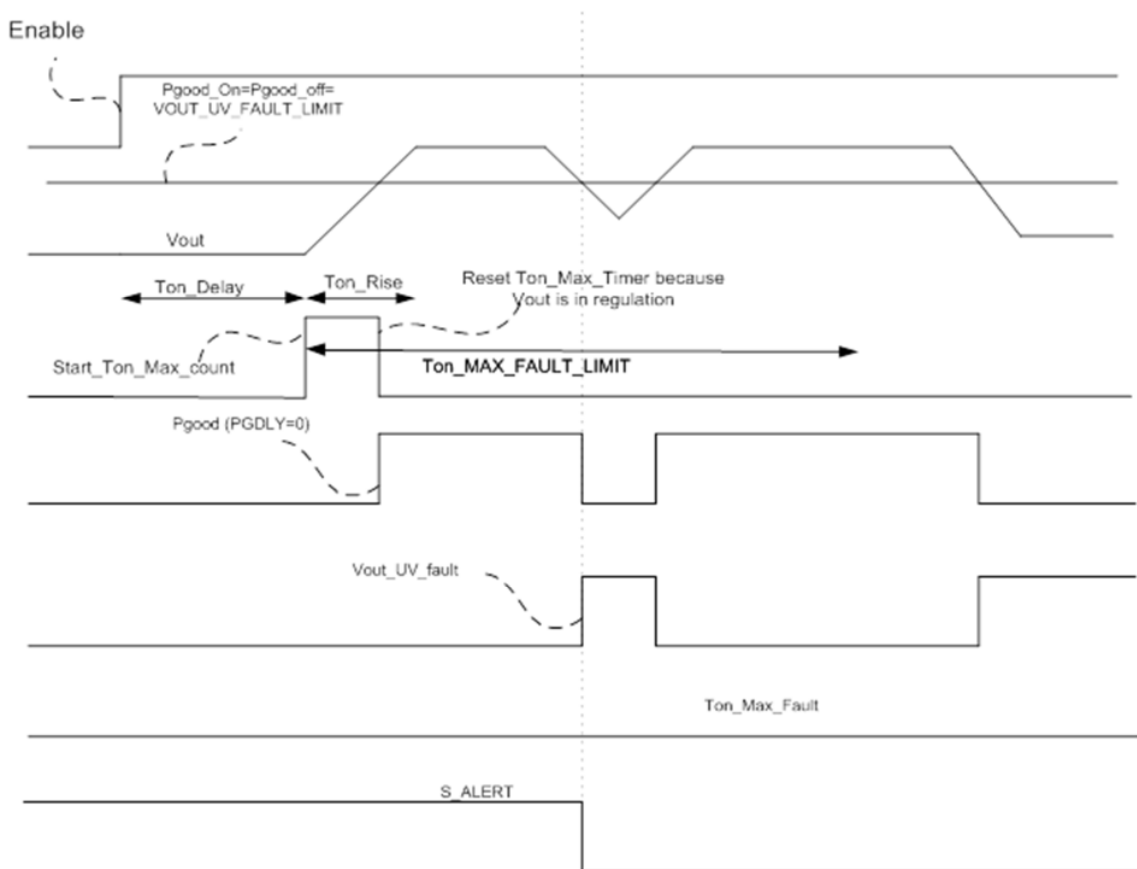 Enable
Pgood_On=Pgood_off=
VOUT_UV_FAULT_LIMIT
Vout
Ton_Delay
Ton_Rise
Reset Ton_Max_Timer because
Vout is in regulation
Start_Ton_Max_count
Ton_MAX_FAULT_LIMIT
Pgood (PGDLY=0)
Vout_UV_fault
Ton_Max_Fault
S_ALERT